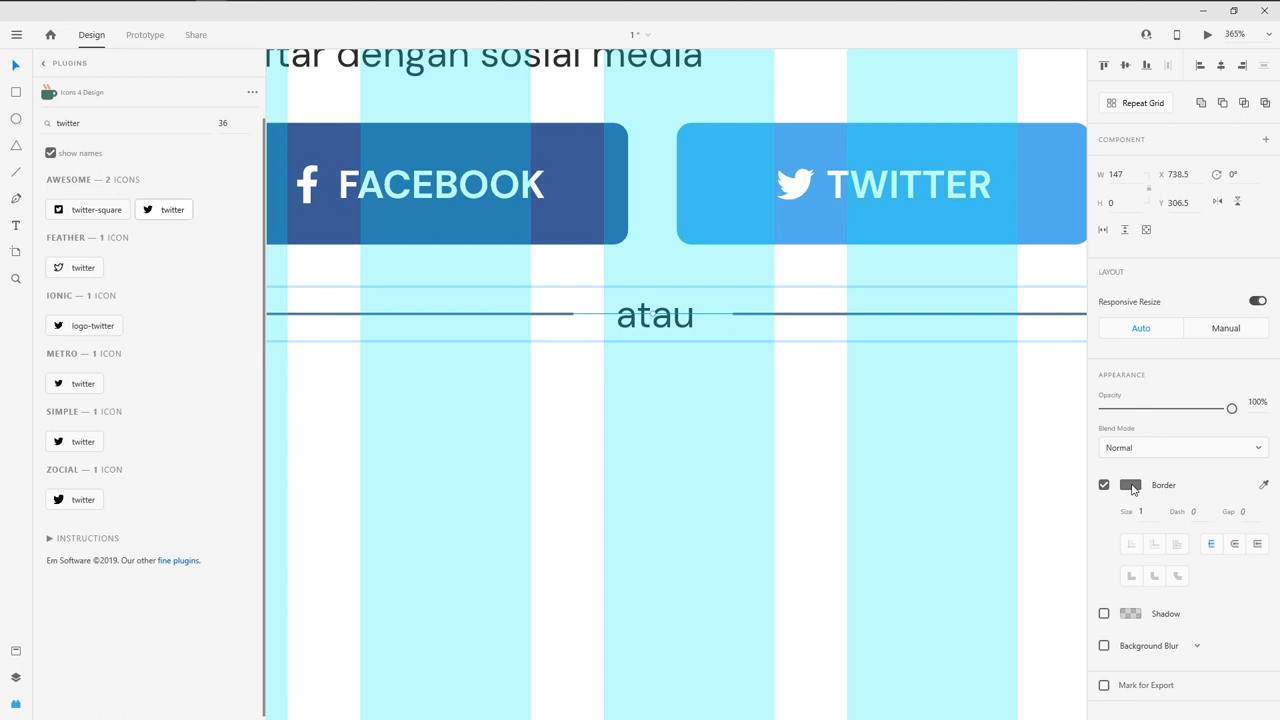 Design Prototype Share
1 *
365%
PLUGINS
Icons 4 Design
twitter 36
show names
AWESOME — 2 ICONS
twitter-square twitter
FEATHER — 1 ICON
twitter
IONIC — 1 ICON
logo-twitter
METRO — 1 ICON
twitter
SIMPLE — 1 ICON
twitter
ZOCIAL — 1 ICON
twitter
INSTRUCTIONS
Em Software ©2019. Our other fine plugins.
rtar dengan sosial media
FACEBOOK
TWITTER
atau
Repeat Grid
COMPONENT
W 147 X 738.5 0°
H 0 Y 306.5
LAYOUT
Responsive Resize
Auto Manual
APPEARANCE
Opacity
100%
Blend Mode
Normal
Border
Size 1 Dash 0 Gap 0
Shadow
Background Blur
Mark for Export